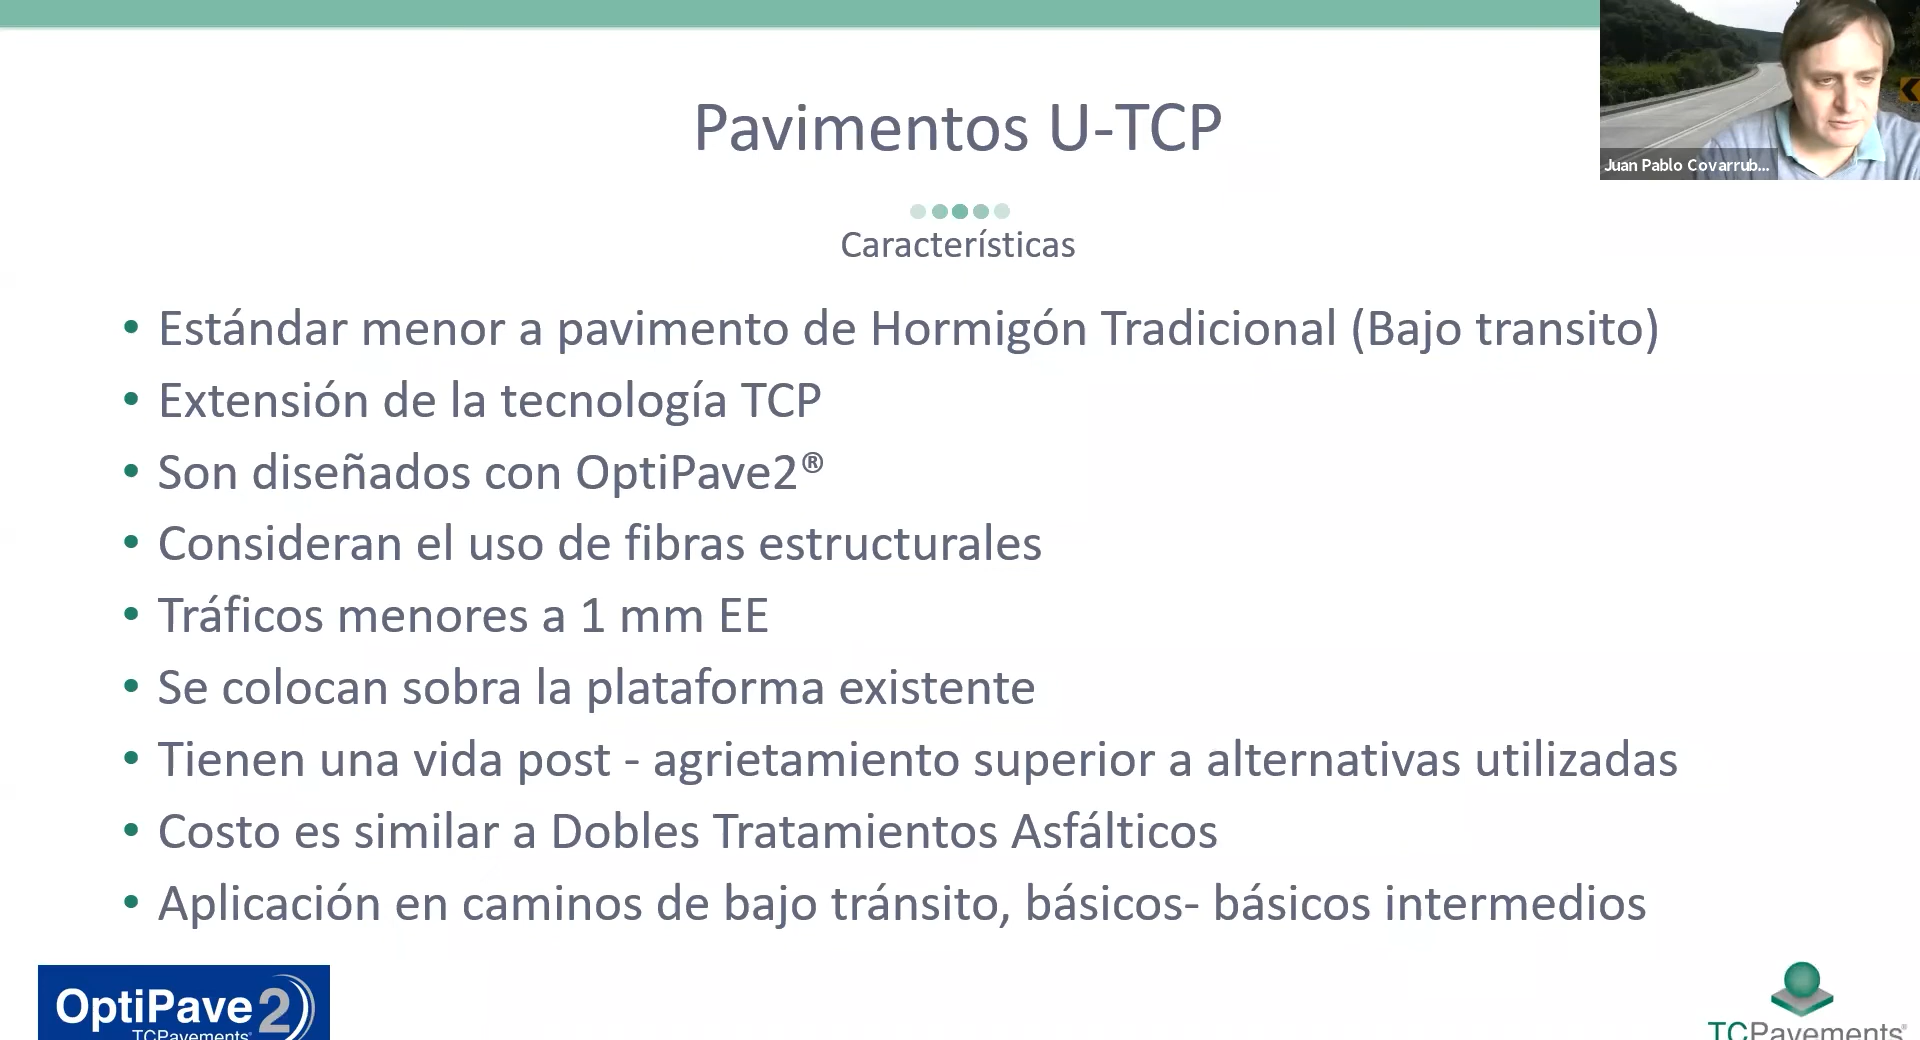 Pavimentos U-TCP
Juan Pablo Covarrub...
Características
• Estándar menor a pavimento de Hormigón Tradicional (Bajo transito)
• Extensión de la tecnología TCP
• Son diseñados con OptiPave2®
• Consideran el uso de fibras estructurales
• Tráficos menores a 1 mm EE
• Se colocan sobra la plataforma existente
• Tienen una vida post - agrietamiento superior a alternativas utilizadas
• Costo es similar a Dobles Tratamientos Asfálticos
• Aplicación en caminos de bajo tránsito, básicos- básicos intermedios
OptiPave2
TCPavements®
TCPavements®